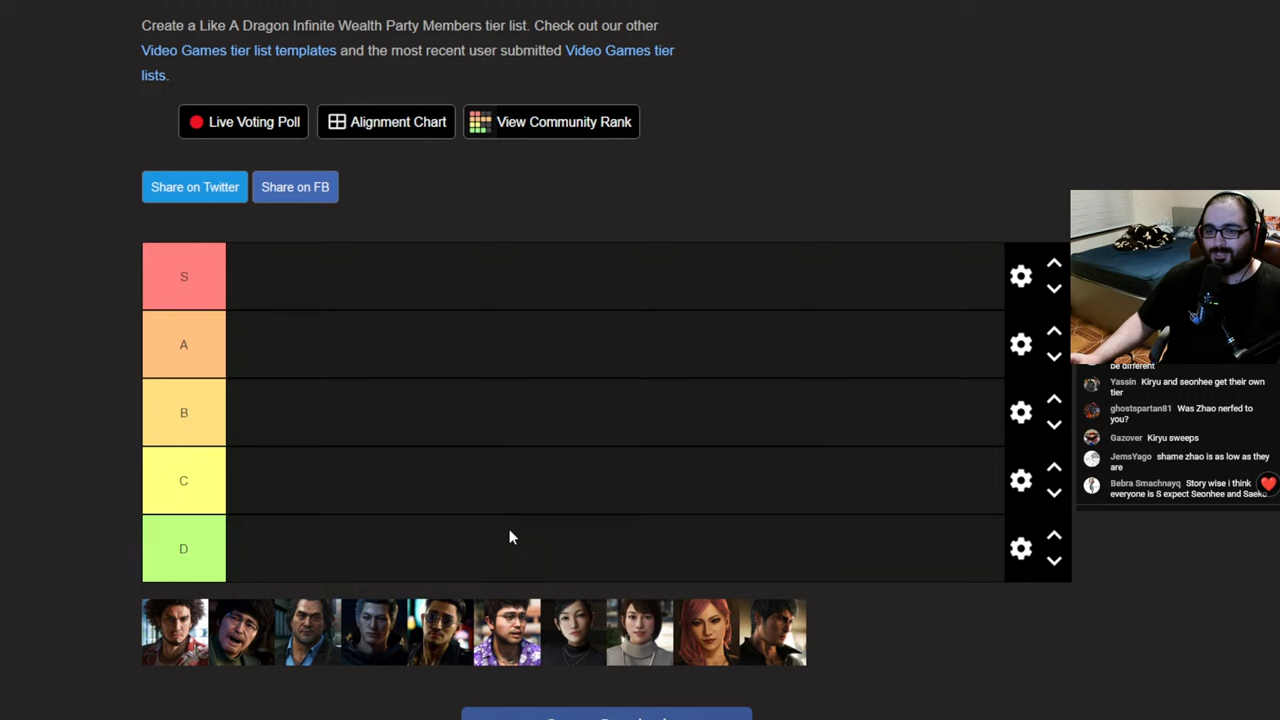 Create a Like A Dragon Infinite Wealth Party Members tier list. Check out our other
Video Games tier list templates and the most recent user submitted Video Games tier
lists.
Live Voting Poll
Alignment Chart
View Community Rank
Share on Twitter
Share on FB
S
A
B
C
D
be different
Yassin Kiryu and seonhee get their own
tier
ghostspartan81 Was Zhao nerfed to
you?
Gazover Kiryu sweeps
JemsYago shame zhao is as low as they
are
Bebra Smachnayq Story wise i think
everyone is S expect Seonhee and Saeko